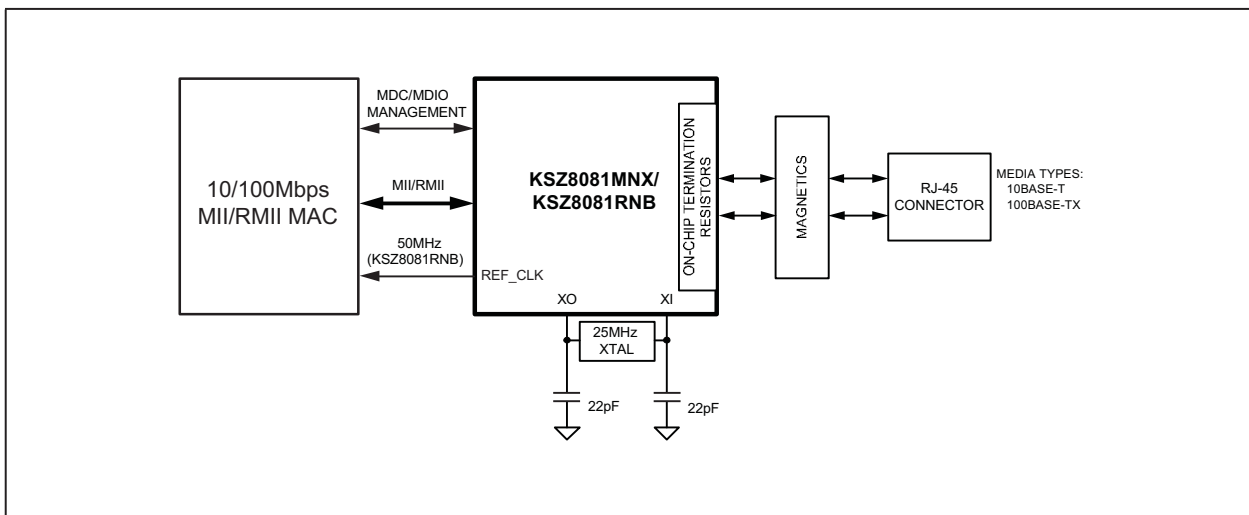 10/100Mbps
MII/RMII MAC
MDC/MDIO
MANAGEMENT
MII/RMII
50MHz
(KSZ8081RNB)
KSZ8081MNX/
KSZ8081RNB
REF_CLK
XO
XI
ON-CHIP TERMINATION
RESISTORS
25MHz
XTAL
22pF
22pF
MAGNETICS
RJ-45
CONNECTOR
MEDIA TYPES:
10BASE-T
100BASE-TX